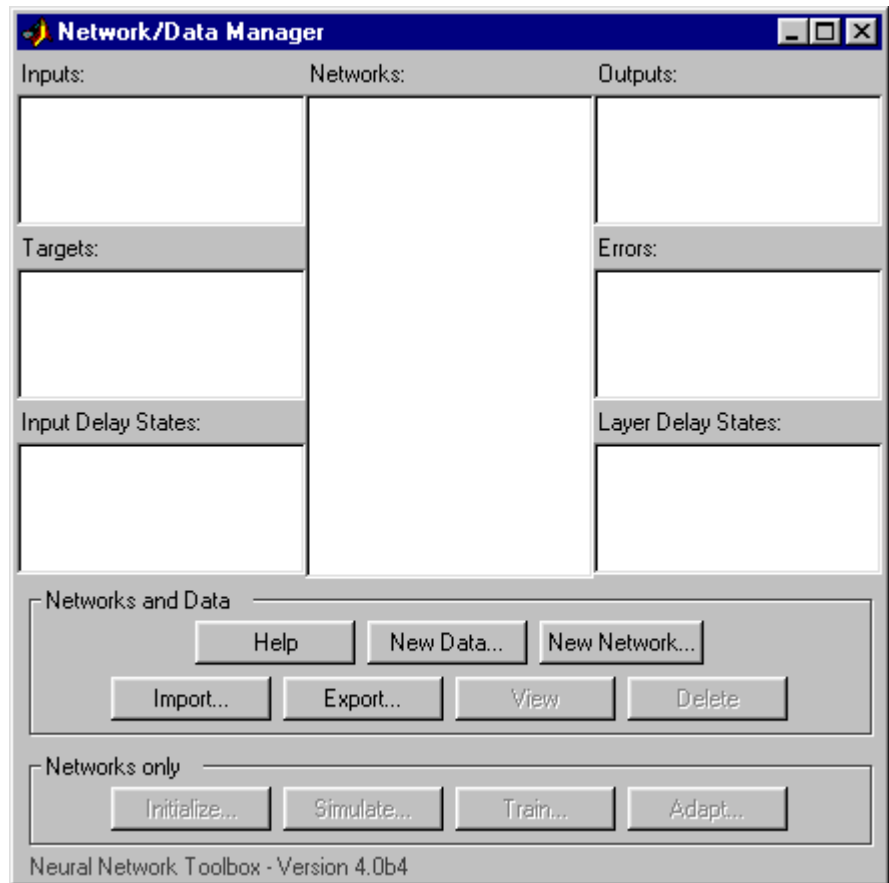 Network/Data Manager
Inputs:
Networks:
Outputs:
Targets:
Errors:
Input Delay States:
Layer Delay States:
Networks and Data
Help
New Data...
New Network...
Import...
Export...
View
Delete
Networks only
Initialize...
Simulate...
Train...
Adapt...
Neural Network Toolbox - Version 4.0b4